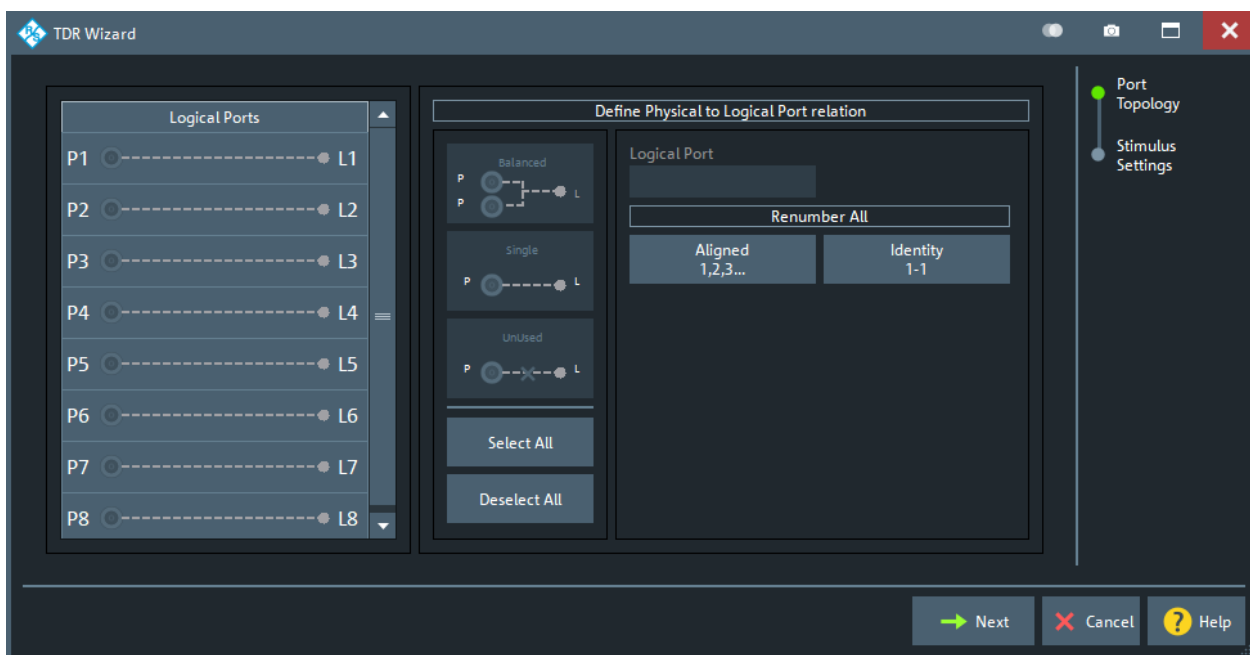 TDR Wizard
Logical Ports
P1 L1
P2 L2
P3 L3
P4 L4
P5 L5
P6 L6
P7 L7
P8 L8
Define Physical to Logical Port relation
Balanced
P
P
L
Single
P L
UnUsed
P L
Select All
Deselect All
Logical Port
Renumber All
Aligned
1,2,3...
Identity
1-1
Port
Topology
Stimulus
Settings
Next
Cancel
? Help